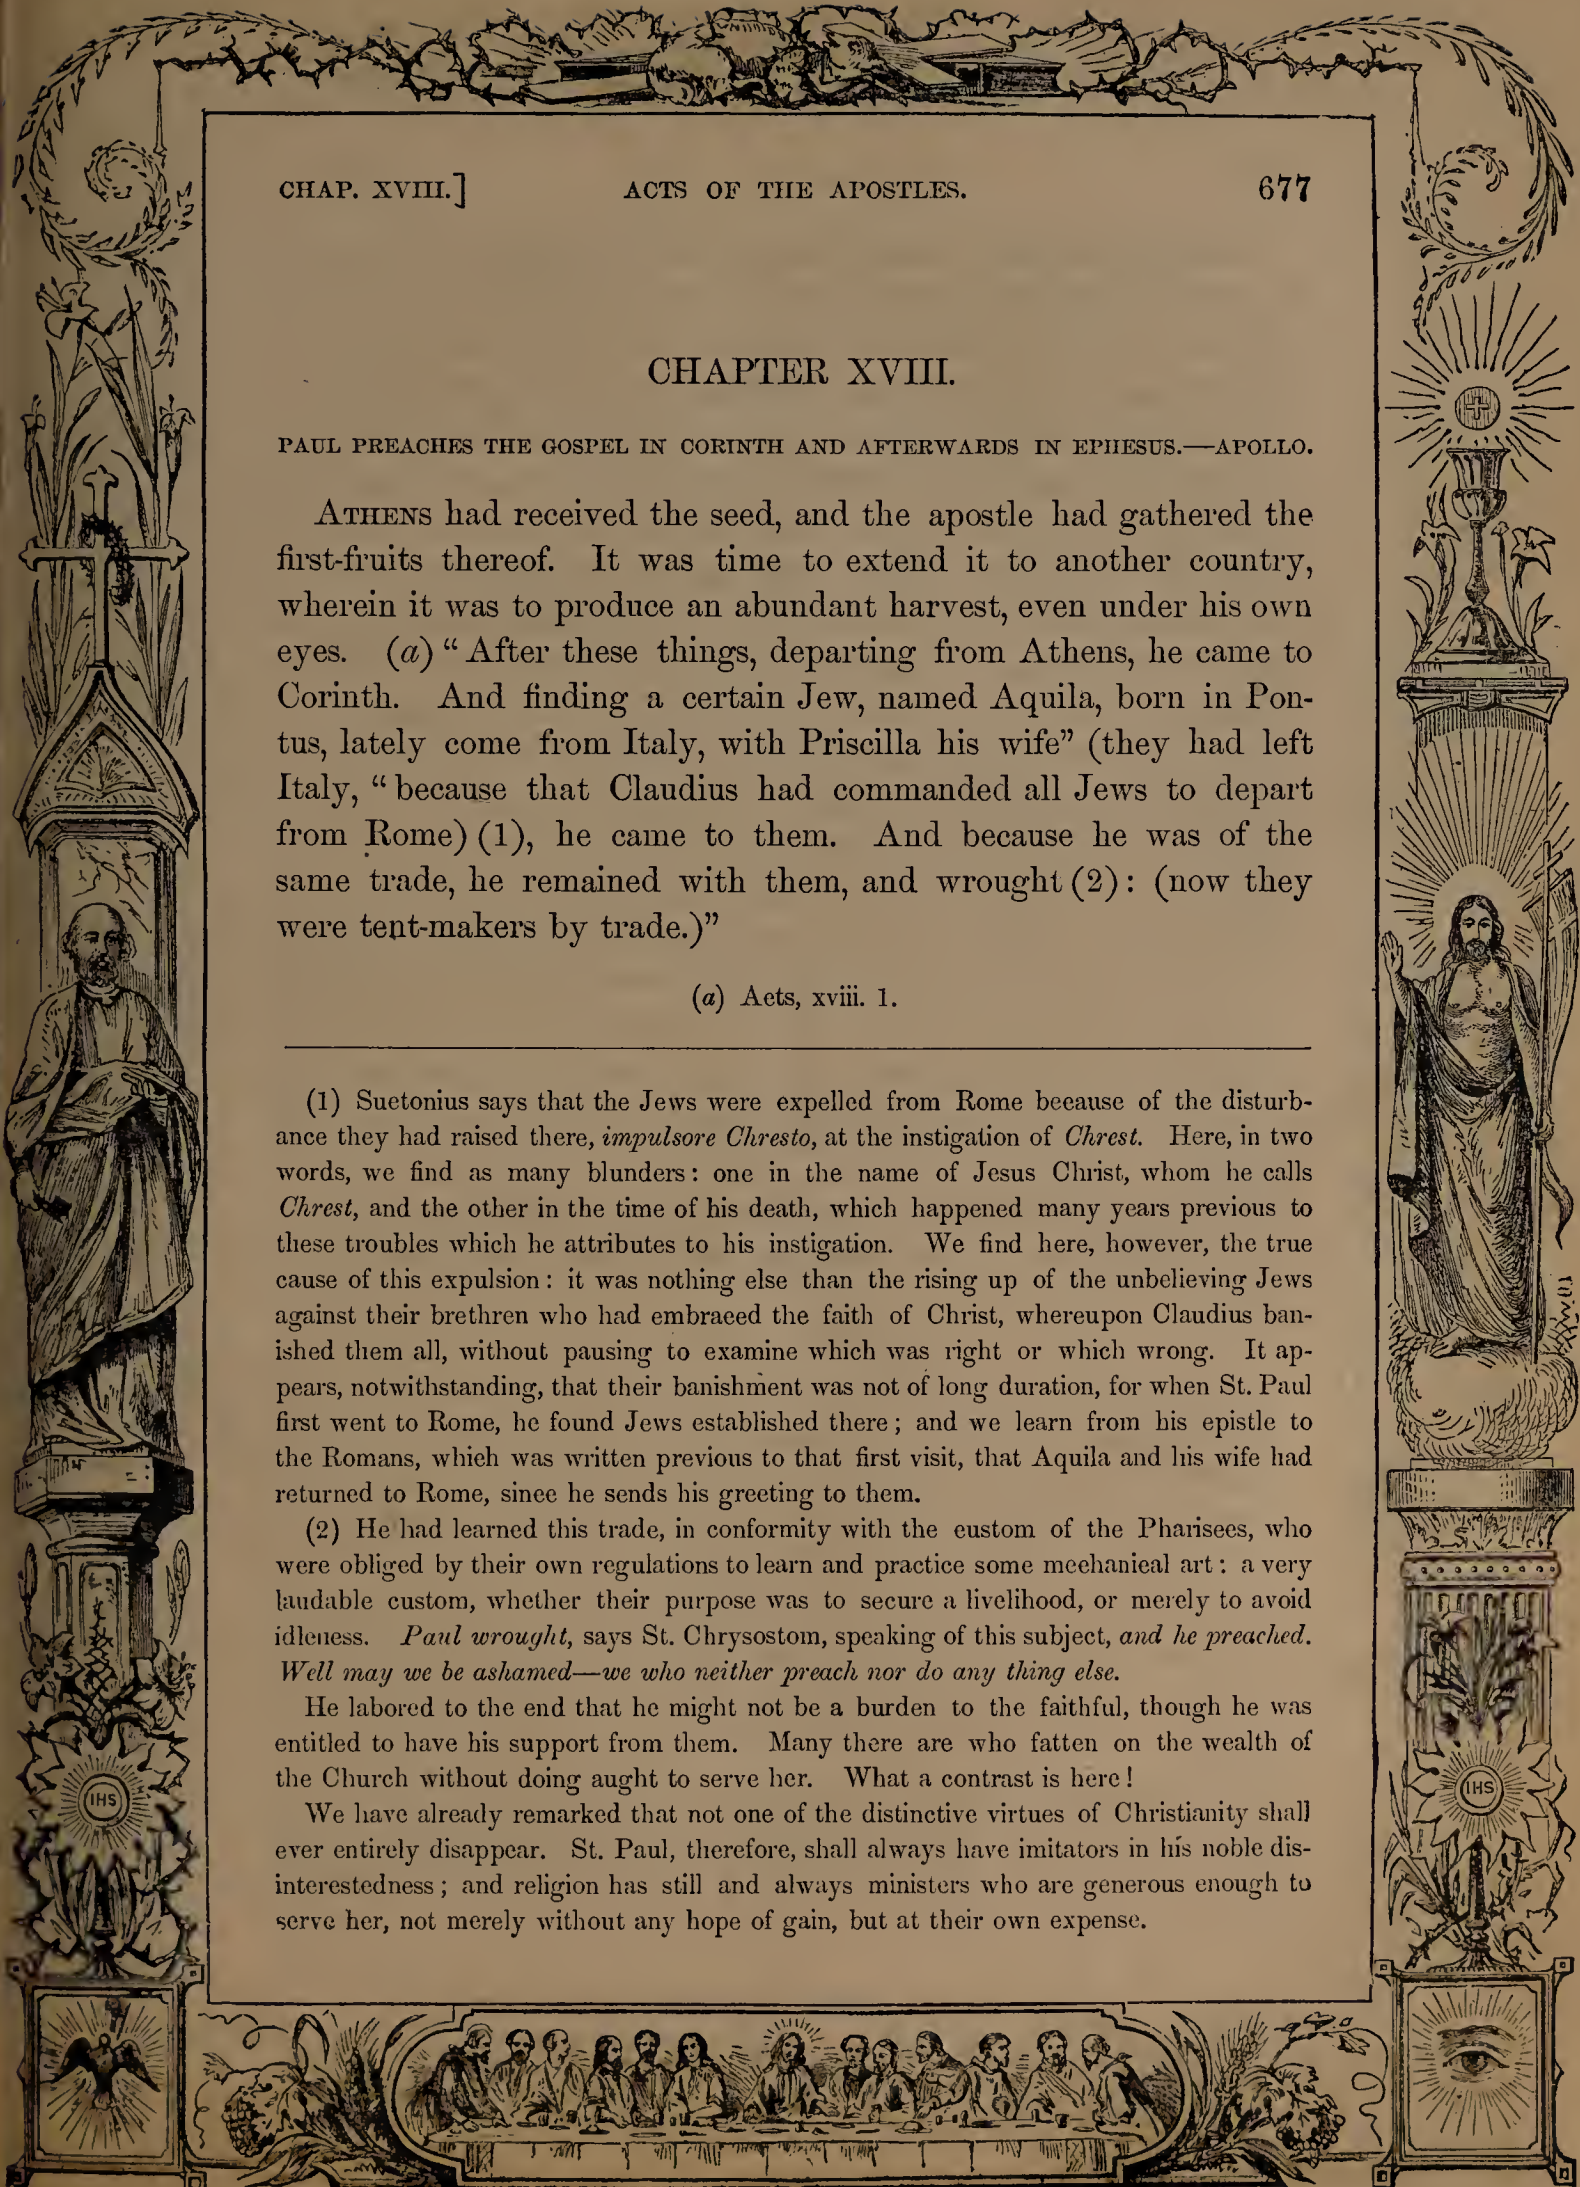 CHAP. XVIII.] ACTS OF THE APOSTLES. 677
CHAPTER XVIII.
PAUL PREACHES THE GOSPEL IN CORINTH AND AFTERWARDS IN EPHESUS.—APOLLO.
ATHENS had received the seed, and the apostle had gathered the
first-fruits thereof. It was time to extend it to another country,
wherein it was to produce an abundant harvest, even under his own
eyes. (a) “After these things, departing from Athens, he came to
Corinth. And finding a certain Jew, named Aquila, born in Pon-
tus, lately come from Italy, with Priscilla his wife” (they had left
Italy, “because that Claudius had commanded all Jews to depart
from Rome) (1), he came to them. And because he was of the
same trade, he remained with them, and wrought (2): (now they
were tent-makers by trade.)”
(a) Acts, xviii. 1.
(1) Suetonius says that the Jews were expelled from Rome because of the disturb-
ance they had raised there, impulsore Chresto, at the instigation of Chrest. Here, in two
words, we find as many blunders: one in the name of Jesus Christ, whom he calls
Chrest, and the other in the time of his death, which happened many years previous to
these troubles which he attributes to his instigation. We find here, however, the true
cause of this expulsion: it was nothing else than the rising up of the unbelieving Jews
against their brethren who had embraced the faith of Christ, whereupon Claudius ban-
ished them all, without pausing to examine which was right or which wrong. It ap-
pears, notwithstanding, that their banishment was not of long duration, for when St. Paul
first went to Rome, he found Jews established there; and we learn from his epistle to
the Romans, which was written previous to that first visit, that Aquila and his wife had
returned to Rome, since he sends his greeting to them.
(2) He had learned this trade, in conformity with the custom of the Pharisees, who
were obliged by their own regulations to learn and practice some mechanical art: a very
laudable custom, whether their purpose was to secure a livelihood, or merely to avoid
idleness. Paul wrought, says St. Chrysostom, speaking of this subject, and he preached.
Well may we be ashamed—we who neither preach nor do any thing else.
He labored to the end that he might not be a burden to the faithful, though he was
entitled to have his support from them. Many there are who fatten on the wealth of
the Church without doing aught to serve her. What a contrast is here!
We have already remarked that not one of the distinctive virtues of Christianity shall
ever entirely disappear. St. Paul, therefore, shall always have imitators in his noble dis-
interestedness; and religion has still and always ministers who are generous enough to
serve her, not merely without any hope of gain, but at their own expense.
IHS
IHS